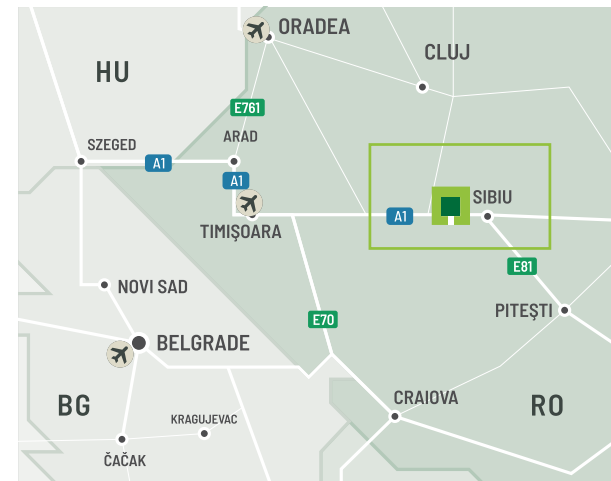 ORADEA
CLUJ
HU
E761
ARAD
SZEGED
A1
A1
SIBIU
A1
TIMIȘOARA
E81
NOVI SAD
PITEȘTI
E70
BELGRADE
CRAIOVA
BG
RO
KRAGUJEVAC
ČAČAK